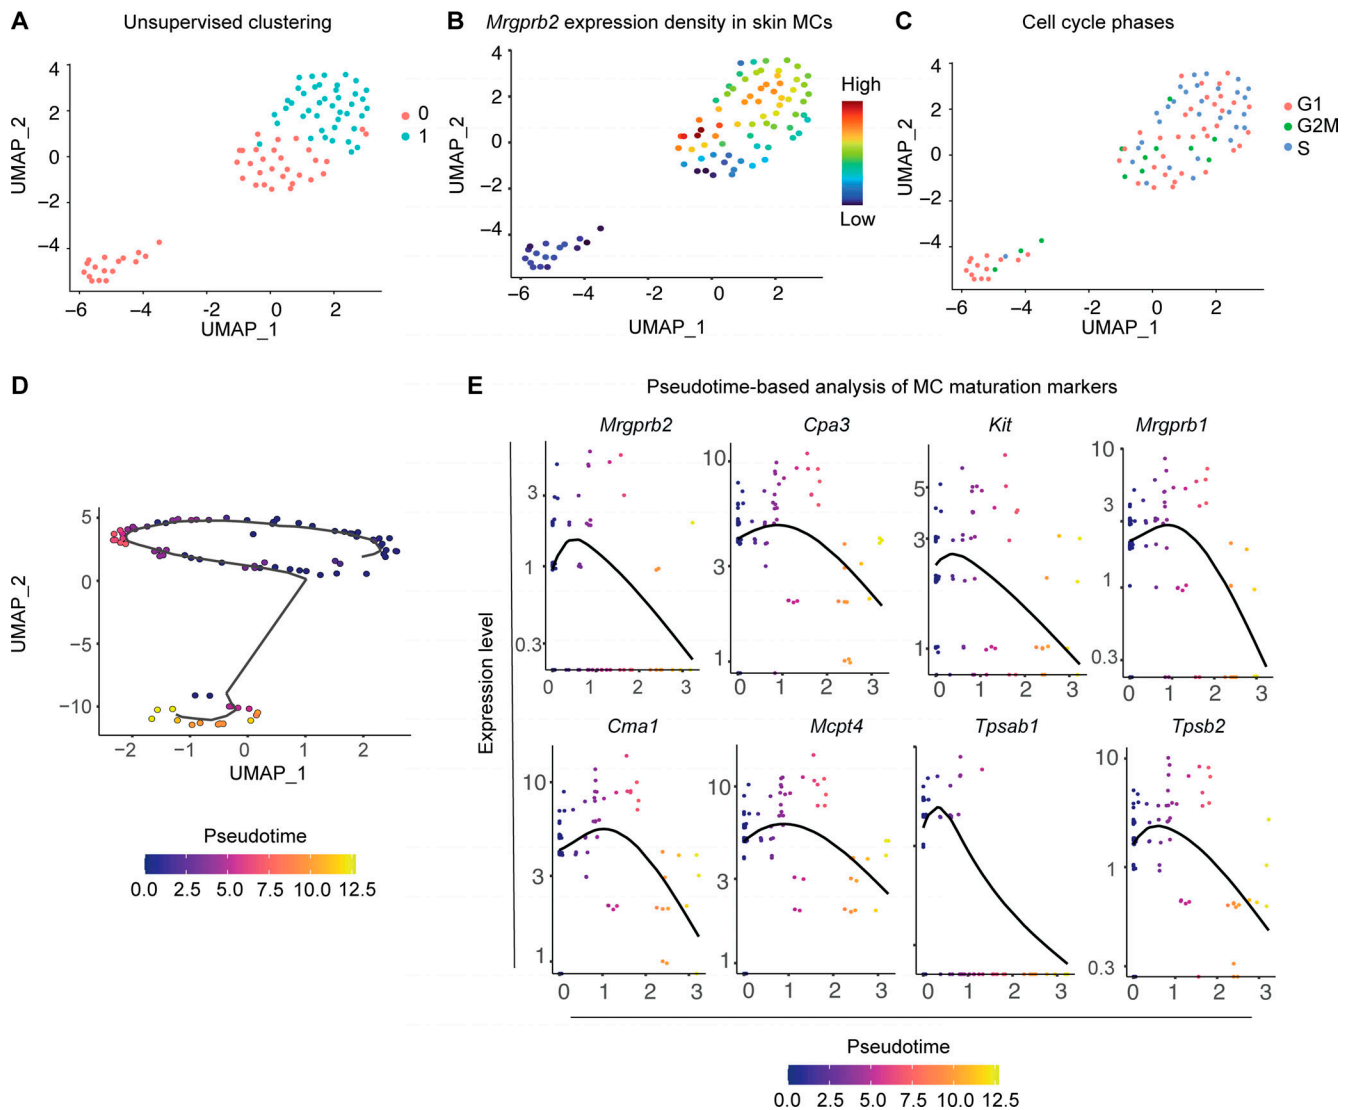 A
Unsupervised clustering
4
2
0
−2
−4
−6
−4
−2
0
2
UMAP_2
UMAP_1
0
1
B
Mrgprb2 expression density in skin MCs
4
2
0
−2
−4
−6
−4
−2
0
2
UMAP_2
UMAP_1
High
Low
C
Cell cycle phases
4
2
0
−2
−4
−6
−4
−2
0
2
UMAP_2
UMAP_1
G1
G2M
S
D
5
0
−5
−10
−2
−1
0
1
2
UMAP_2
UMAP_1
Pseudotime
0.0 2.5 5.0 7.5 10.0 12.5
E
Pseudotime-based analysis of MC maturation markers
Expression level
Mrgprb2
3
1
0.3
0 1 2 3
Cpa3
10
3
1
0 1 2 3
Kit
5
3
1
0 1 2 3
Mrgprb1
10
3
1
0.3
0 1 2 3
Cma1
10
3
1
0 1 2 3
Mcpt4
10
3
1
0 1 2 3
Tpsab1
0 1 2 3
Tpsb2
10
3
1
0.3
0 1 2 3
Pseudotime
0.0 2.5 5.0 7.5 10.0 12.5